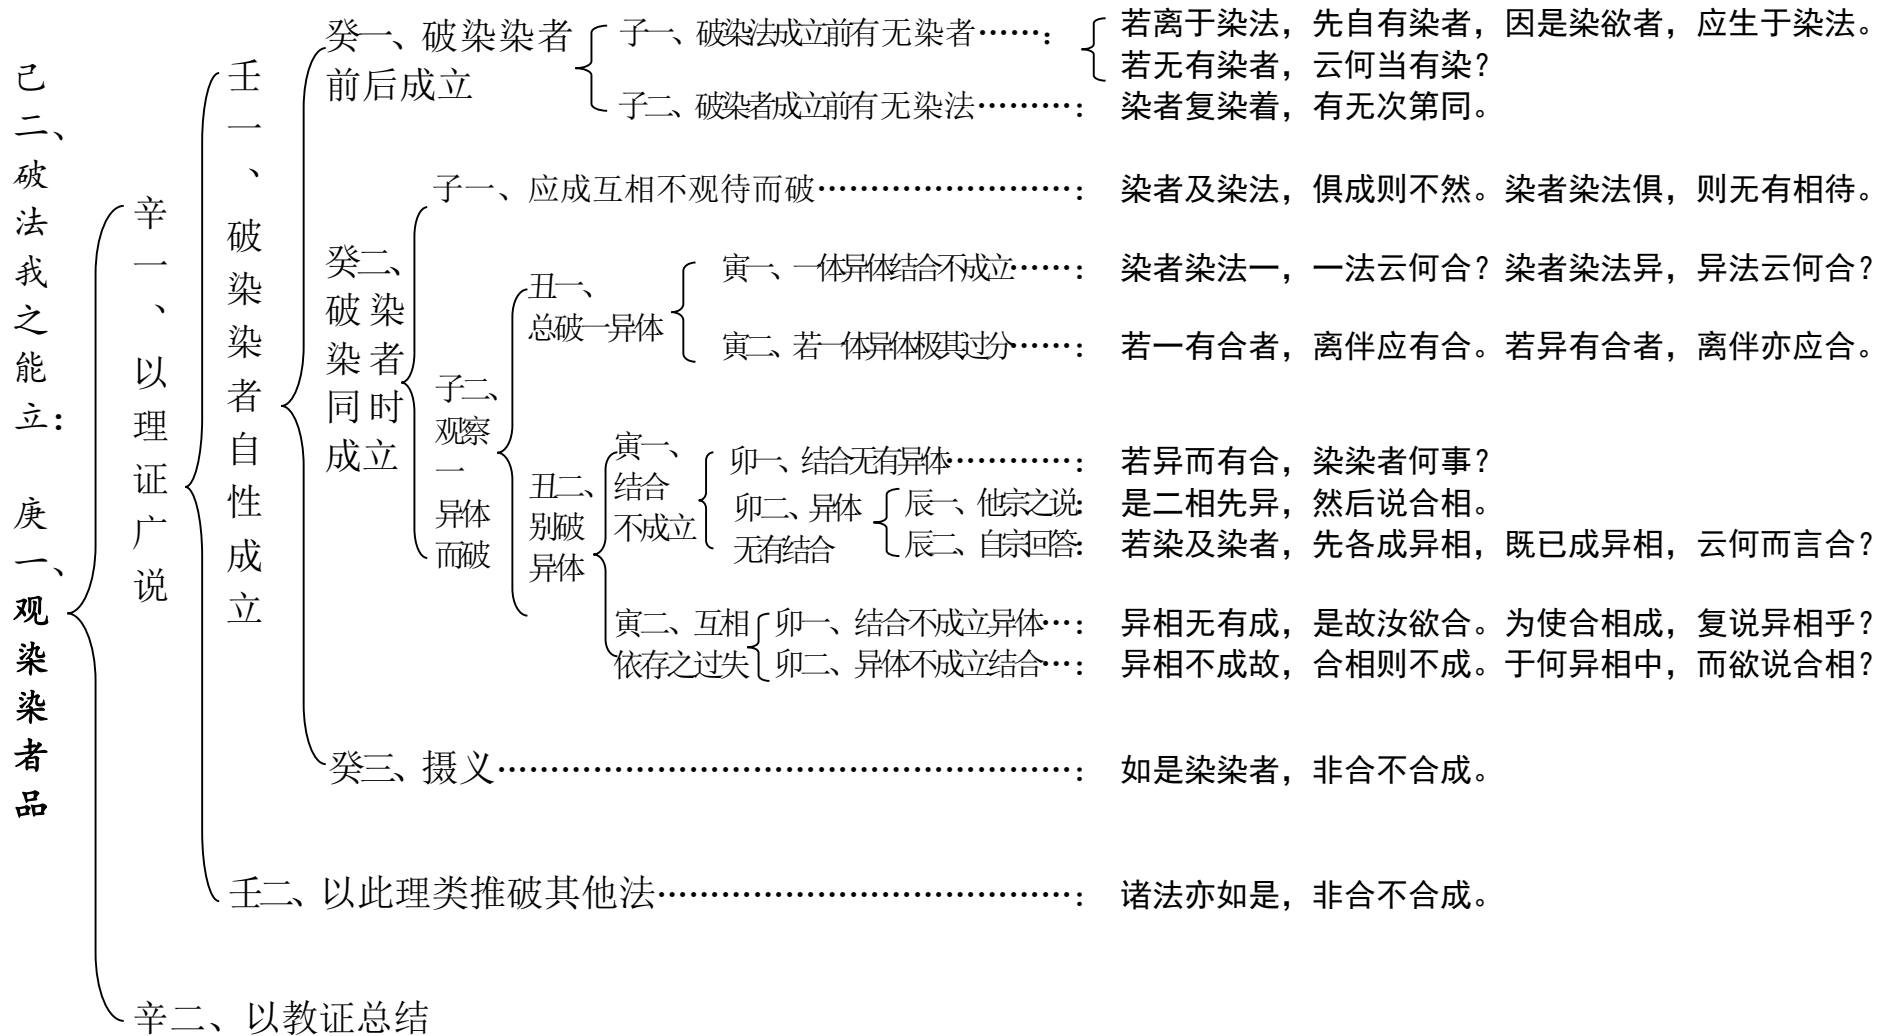 己二、破法我之能立：
庚一、观染染者品
辛一、以理证广说
壬一、破染染者自性成立
癸一、破染染者
前后成立
子一、破染法成立前有无染者……：
若离于染法，先自有染者，因是染欲者，应生于染法。
若无有染者，云何当有染？
子二、破染者成立前有无染法………：
染者复染着，有无次第同。
癸二、
破染
染者
同时
成立
子一、应成互相不观待而破……………………：
染者及染法，俱成则不然。染者染法俱，则无有相待。
子二、
观察
一
异体
而破
丑一、
总破一异体
寅一、一体异体结合不成立……：
染者染法一，一法云何合？染者染法异，异法云何合？
寅二、若一体异体极其过分……：
若一有合者，离伴应有合。若异有合者，离伴亦应合。
丑二、
别破
异体
寅一、
结合
不成立
卯一、结合无有异体…………：
若异而有合，染染者何事？
卯二、异体
无有结合
辰一、他宗之说：
是二相先异，然后说合相。
辰二、自宗回答：
若染及染者，先各成异相，既已成异相，云何而言合？
寅二、互相
依存之过失
卯一、结合不成立异体…：
异相无有成，是故汝欲合。为使合相成，复说异相乎？
卯二、异体不成立结合…：
异相不成故，合相则不成。于何异相中，而欲说合相？
癸三、摄义………………………………………………：
如是染染者，非合不合成。
壬二、以此理类推破其他法…………………………………：
诸法亦如是，非合不合成。
辛二、以教证总结